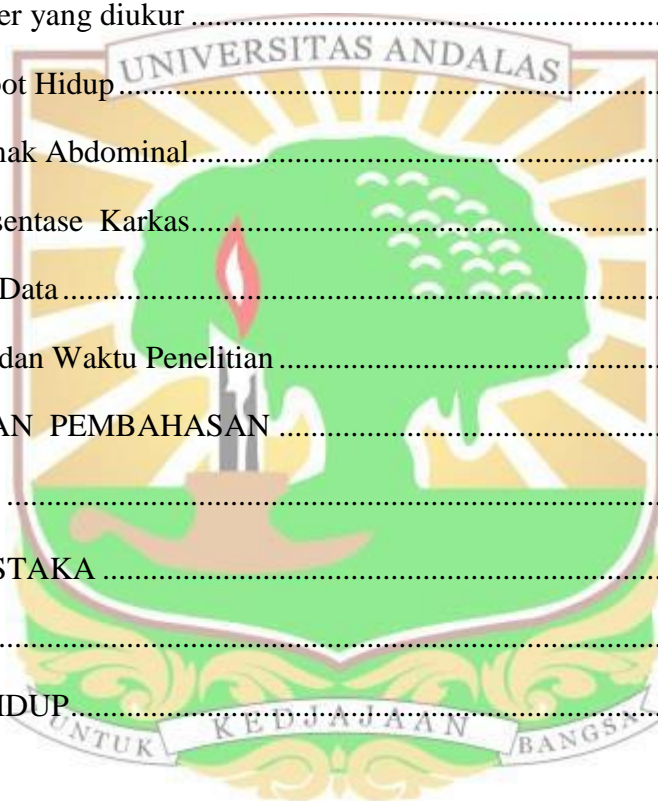 er yang diukur ....................................................................
UNIVERSITAS ANDALAS
ot Hidup ....................................................................
nak Abdominal....................................................................
sentase Karkas....................................................................
Data ....................................................................
dan Waktu Penelitian ....................................................................
AN PEMBAHASAN ....................................................................
....................................................................
STAKA ....................................................................
....................................................................
IDUP....................................................................
UNTUK KEDJAJAAN BANGSA